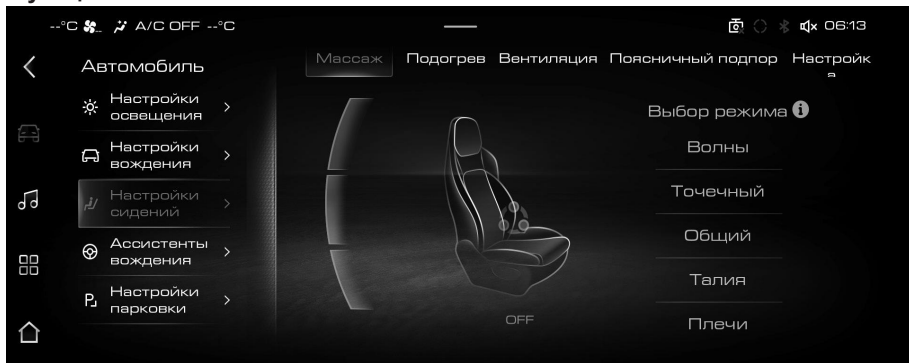 --°C A/C OFF --°C
06:13
Автомобиль
Массаж Подогрев Вентиляция Поясничный подпор Настройк
а
Настройки
освещения
Настройки
вождения
Настройки
сидений
Ассистенты
вождения
Настройки
парковки
Выбор режима
Волны
Точечный
Общий
Талия
Плечи
OFF